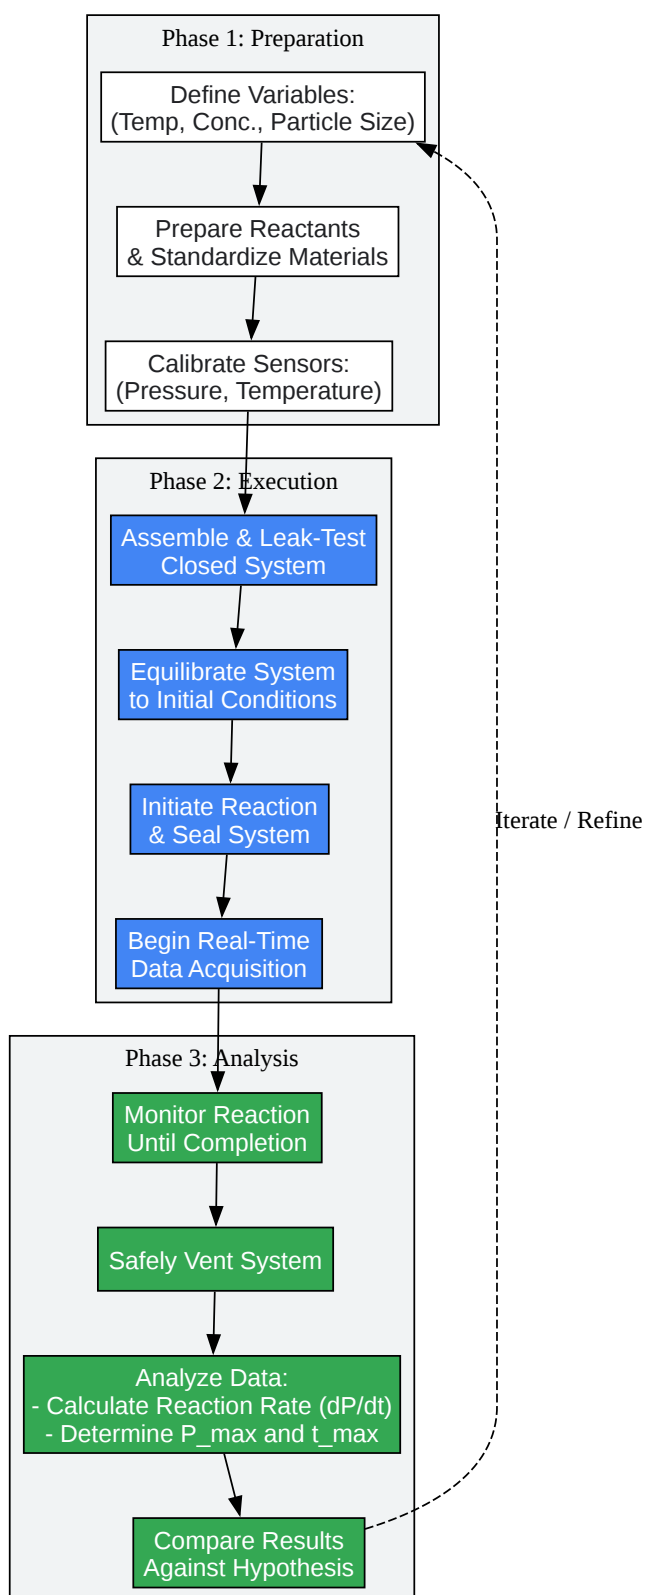 Phase 1: Preparation
Define Variables:
(Temp, Conc., Particle Size)
Prepare Reactants
& Standardize Materials
Calibrate Sensors:
(Pressure, Temperature)
Phase 2: Execution
Assemble & Leak-Test
Closed System
Equilibrate System
to Initial Conditions
Initiate Reaction
& Seal System
Iterate / Refine
Begin Real-Time
Data Acquisition
Phase 3: Analysis
Monitor Reaction
Until Completion
Safely Vent System
Analyze Data:
- Calculate Reaction Rate (dP/dt)
- Determine P_max and t_max
Compare Results
Against Hypothesis